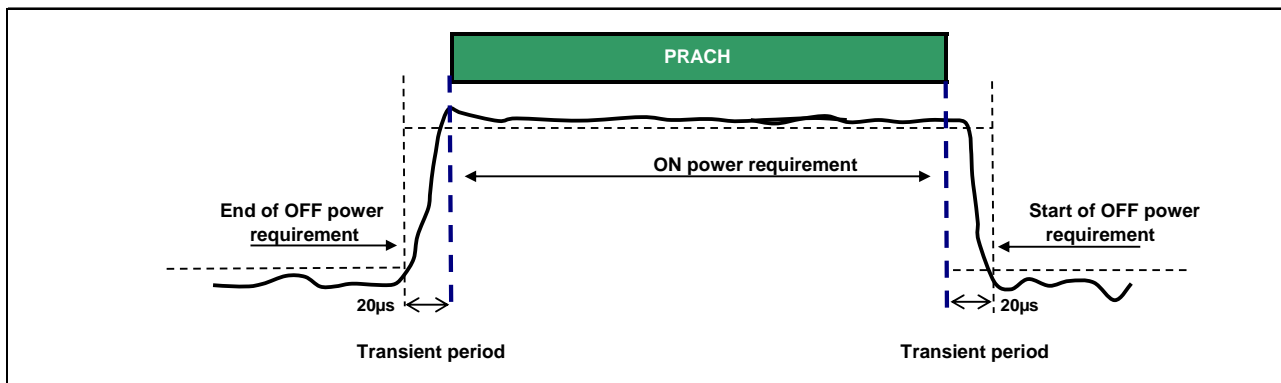 PRACH
ON power requirement
End of OFF power
requirement
Start of OFF power
requirement
20µs
20µs
Transient period
Transient period